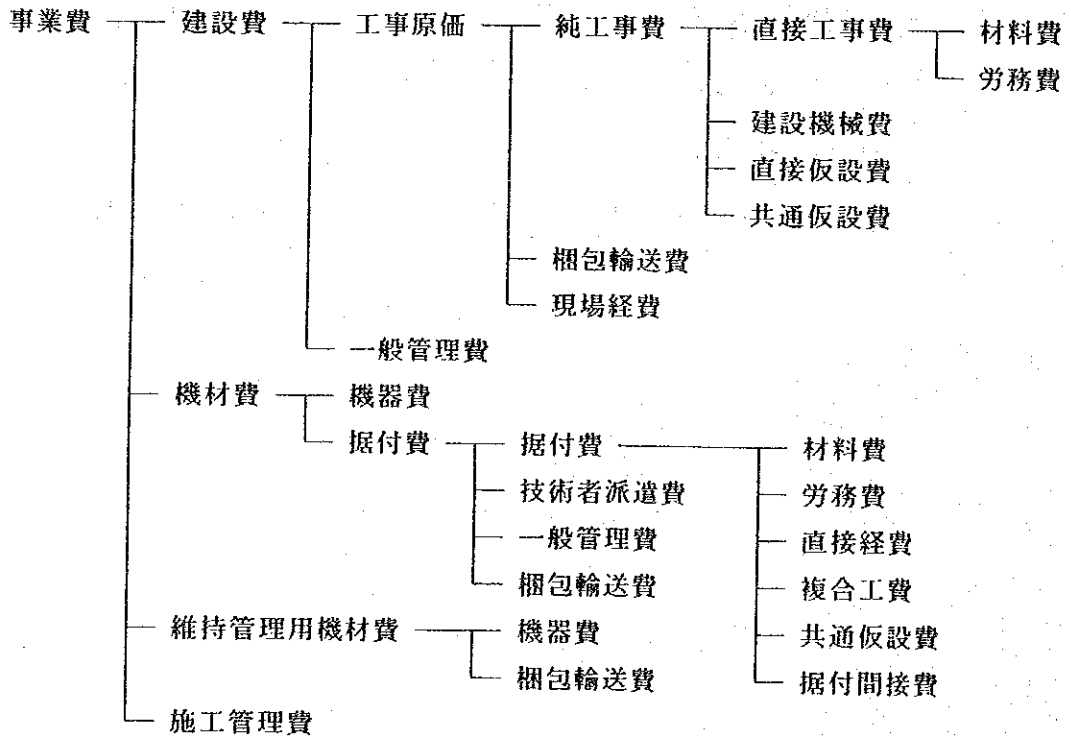 事業費 建設費 工事原価 純工事費 直接工事費 材料費
労務費
建設機械費
直接仮設費
共通仮設費
梱包輸送費
現場経費
一般管理費
機材費 機器費
据付費 据付費 材料費
技術者派遣費 労務費
一般管理費 直接経費
梱包輸送費 複合工費
維持管理用機材費 機器費 共通仮設費
梱包輸送費 据付間接費
施工管理費